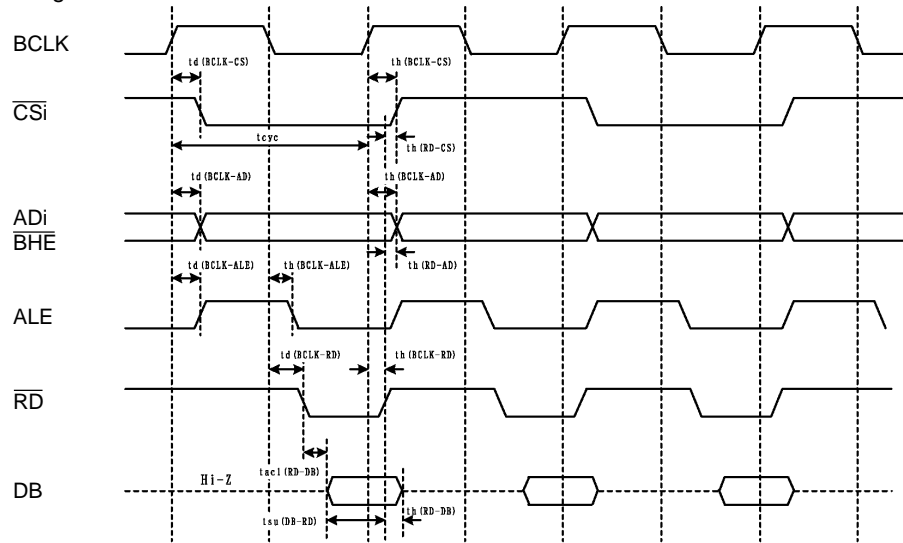 BCLK
td(BCLK-CS)
th(BCLK-CS)
CSi
tcyc
th(RD-CS)
td(BCLK-AD)
th(BCLK-AD)
ADi
BHE
th(RD-AD)
td(BCLK-ALE)
th(BCLK-ALE)
ALE
td(BCLK-RD)
th(BCLK-RD)
RD
tac1(RD-DB)
Hi-Z
DB
tsu(DB-RD)
th(RD-DB)